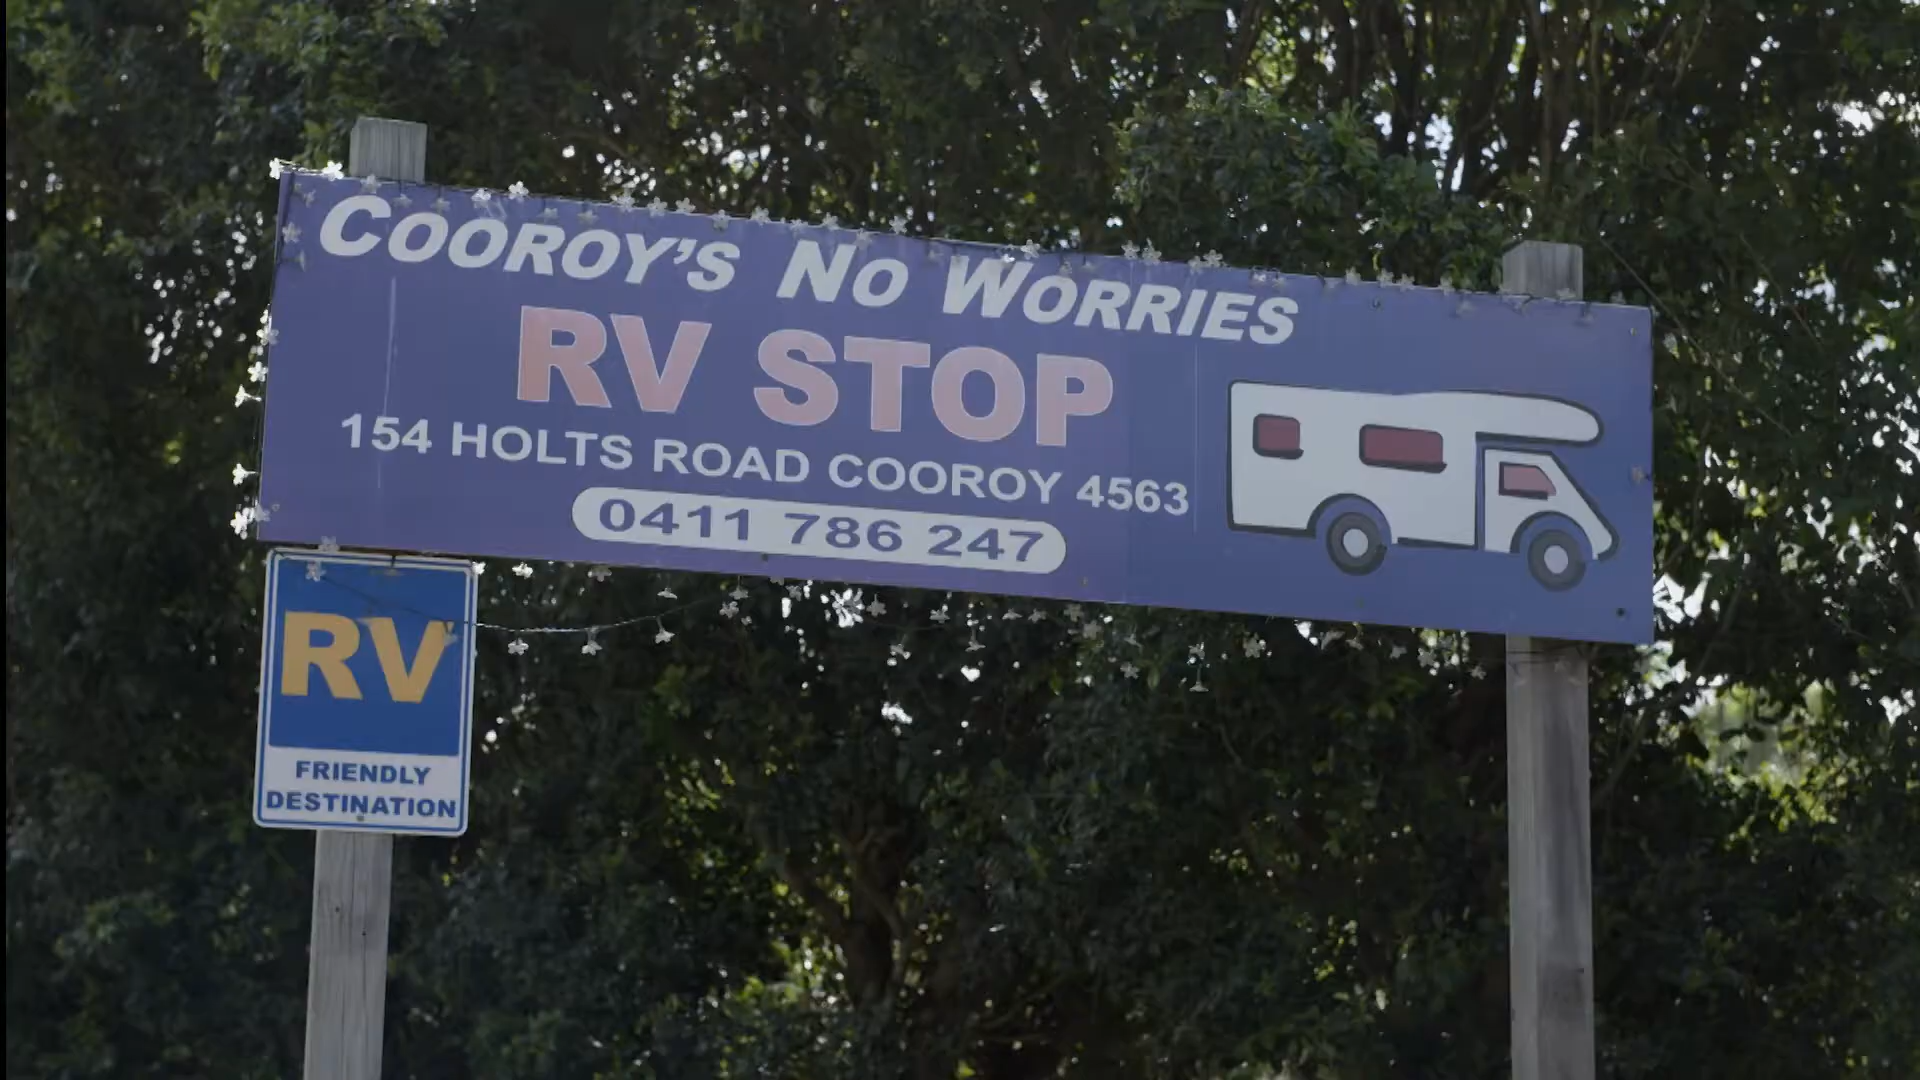 COOROY'S NO WORRIES
RV STOP
154 HOLTS ROAD COOROY 4563
0411 786 247
RV
FRIENDLY
DESTINATION